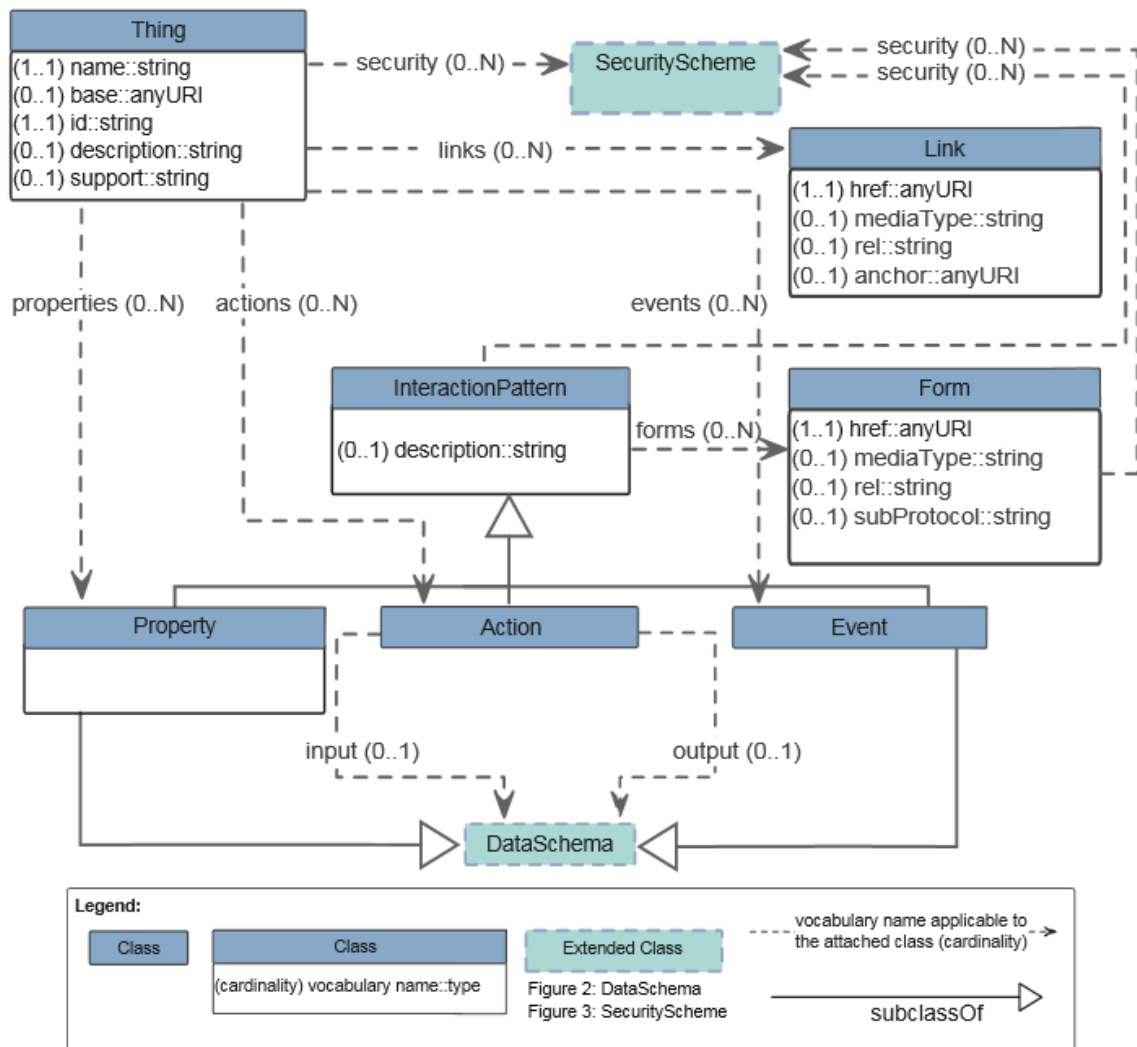 Thing
(1..1) name::string
(0..1) base::anyURI
(1..1) id::string
(0..1) description::string
(0..1) support::string
security (0..N)
SecurityScheme
security (0..N)
security (0..N)
links (0..N)
Link
(1..1) href::anyURI
(0..1) mediaType::string
(0..1) rel::string
(0..1) anchor::anyURI
properties (0..N)
actions (0..N)
events (0..N)
InteractionPattern
(0..1) description::string
forms (0..N)
Form
(1..1) href::anyURI
(0..1) mediaType::string
(0..1) rel::string
(0..1) subProtocol::string
Property
Action
Event
input (0..1)
output (0..1)
DataSchema
Legend:
Class
Class
(cardinality) vocabulary name::type
Extended Class
Figure 2: DataSchema
Figure 3: SecurityScheme
vocabulary name applicable to
the attached class (cardinality)
subclassOf